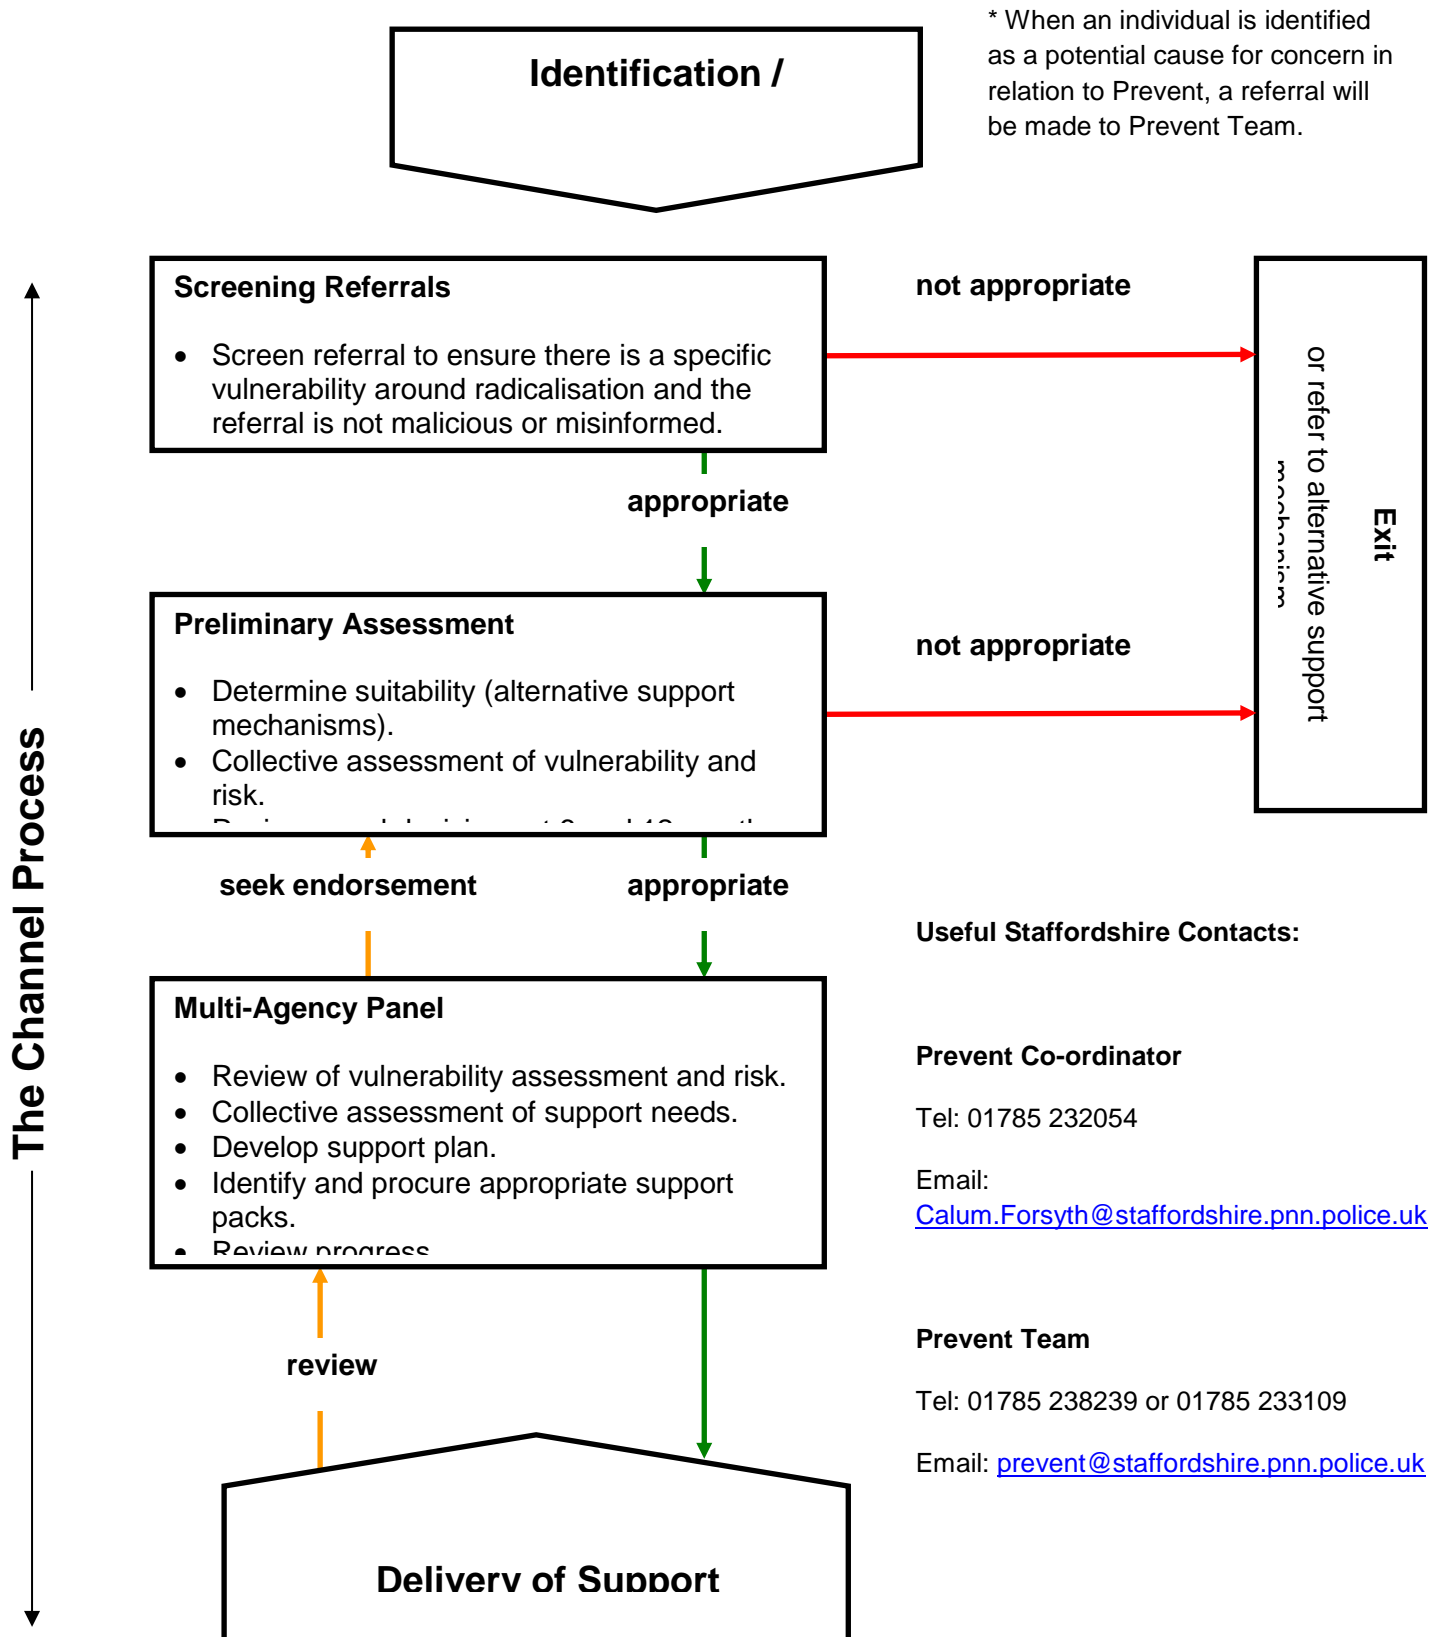 * When an individual is identified
as a potential cause for concern in
relation to Prevent, a referral will
be made to Prevent Team.
Identification /
The Channel Process
Screening Referrals
• Screen referral to ensure there is a specific
vulnerability around radicalisation and the
referral is not malicious or misinformed.
not appropriate
Exit
or refer to alternative support
mechanism
appropriate
Preliminary Assessment
• Determine suitability (alternative support
mechanisms).
• Collective assessment of vulnerability and
risk.
not appropriate
seek endorsement
appropriate
Multi-Agency Panel
• Review of vulnerability assessment and risk.
• Collective assessment of support needs.
• Develop support plan.
• Identify and procure appropriate support
packs.
• Review progress
review
Delivery of Support
Useful Staffordshire Contacts:
Prevent Co-ordinator
Tel: 01785 232054
Email:
Calum.Forsyth@staffordshire.pnn.police.uk
Prevent Team
Tel: 01785 238239 or 01785 233109
Email: prevent@staffordshire.pnn.police.uk